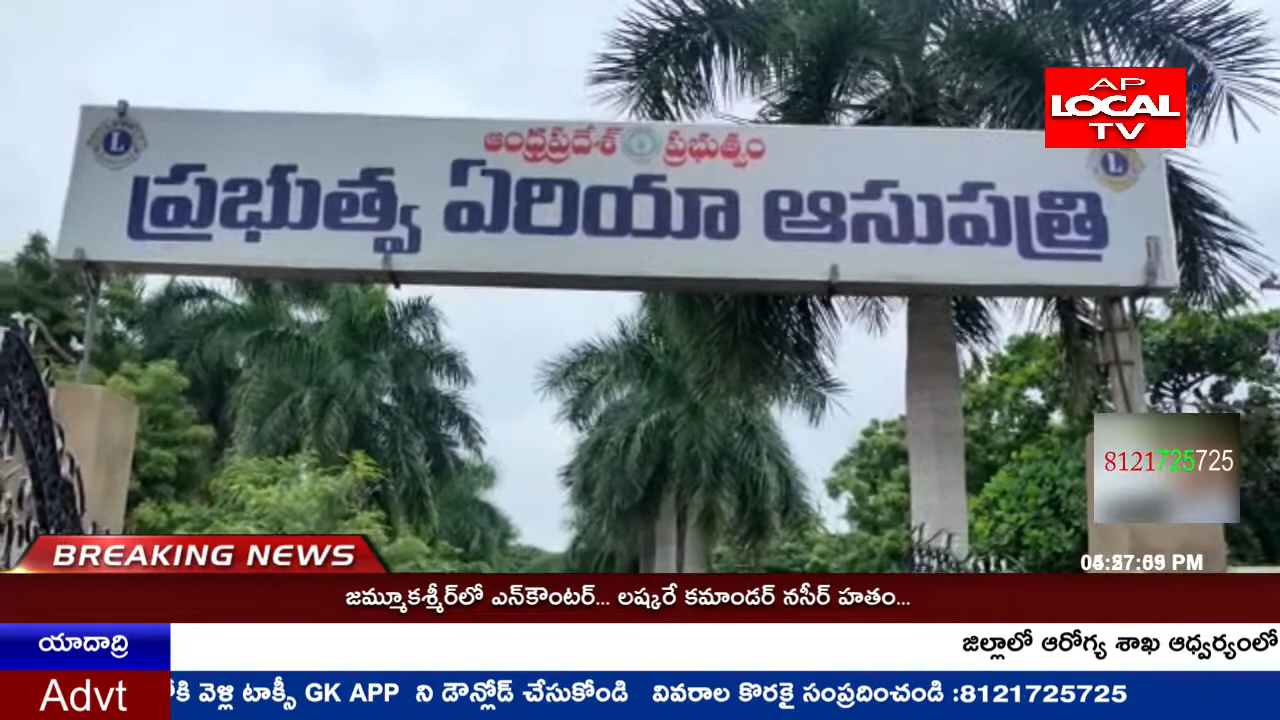 AP
LOCAL
TV
ఆంధ్రప్రదేశ్ ప్రభుత్వం
ప్రభుత్వ ఏరియా ఆసుపత్రి
L
L
8121725725
PM
BREAKING NEWS
జమ్మూకశ్మీర్‌లో ఎన్‌కౌంటర్... లష్కరే కమాండర్ నసీర్ హతం...
యాదాద్రి
జిల్లాలో ఆరోగ్య శాఖ ఆధ్వర్యంలో
Advt
కి వెళ్లి టాక్సీ GK APP ని డౌన్లోడ్ చేసుకోండి వివరాల కొరకై సంప్రదించండి :8121725725